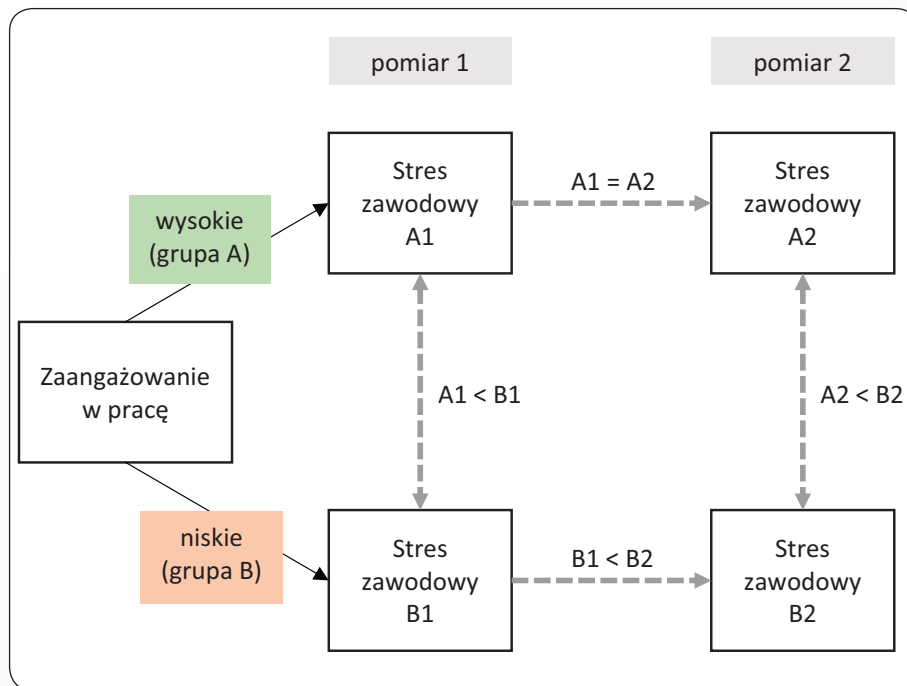 pomiar 1
pomiar 2
Stres
zawodowy
A1
A1 = A2
Stres
zawodowy
A2
wysokie
(grupa A)
Zaangażowanie
w pracę
A1 < B1
A2 < B2
niskie
(grupa B)
Stres
zawodowy
B1
B1 < B2
Stres
zawodowy
B2